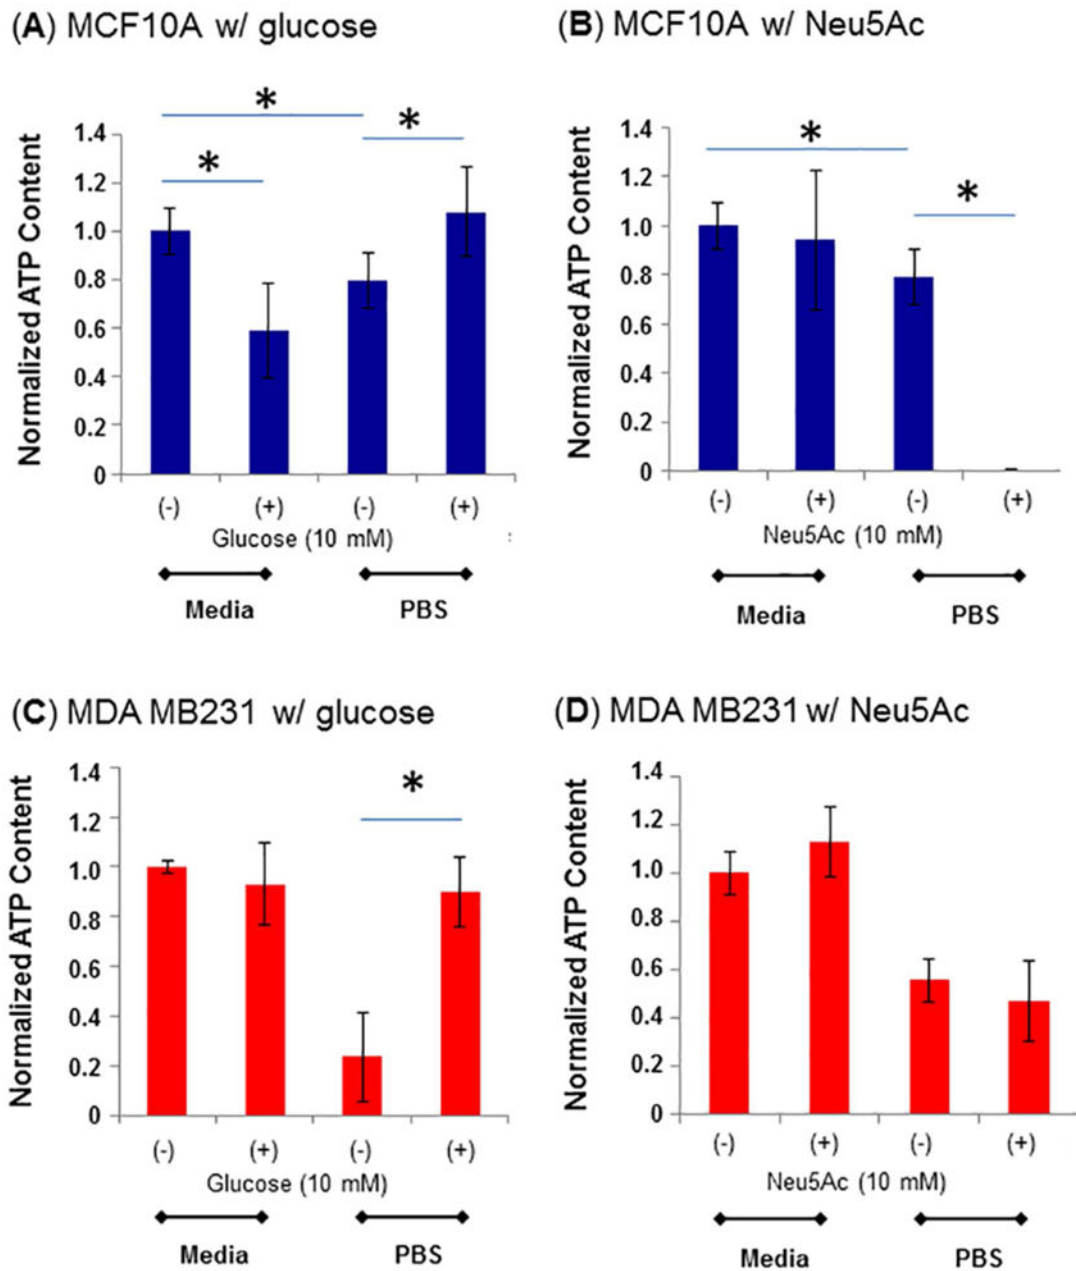 (A) MCF10A w/ glucose
Normalized ATP Content
1.4
1.2
1.0
0.8
0.6
0.4
0.2
0
*
*
*
(-) (+) (-) (+)
Glucose (10 mM)
:
Media PBS
(B) MCF10A w/ Neu5Ac
Normalized ATP Content
1.4
1.2
1.0
0.8
0.6
0.4
0.2
0
*
*
(-) (+) (-) (+)
Neu5Ac (10 mM)
Media PBS
(C) MDA MB231 w/ glucose
Normalized ATP Content
1.4
1.2
1.0
0.8
0.6
0.4
0.2
0
*
(-) (+) (-) (+)
Glucose (10 mM)
Media PBS
(D) MDA MB231 w/ Neu5Ac
Normalized ATP Content
1.4
1.2
1.0
0.8
0.6
0.4
0.2
0
(-) (+) (-) (+)
Neu5Ac (10 mM)
Media PBS